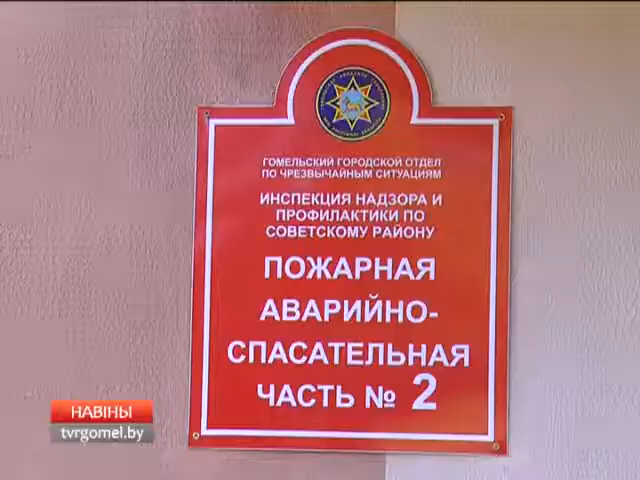 ГОМЕЛЬСКИЙ ГОРОДСКОЙ ОТДЕЛ
ПО ЧРЕЗВЫЧАЙНЫМ СИТУАЦИЯМ
ИНСПЕКЦИЯ НАДЗОРА И
ПРОФИЛАКТИКИ ПО
СОВЕТСКОМУ РАЙОНУ
ПОЖАРНАЯ
АВАРИЙНО-
СПАСАТЕЛЬНАЯ
ЧАСТЬ № 2
НАВІНЫ
tvrgomel.by